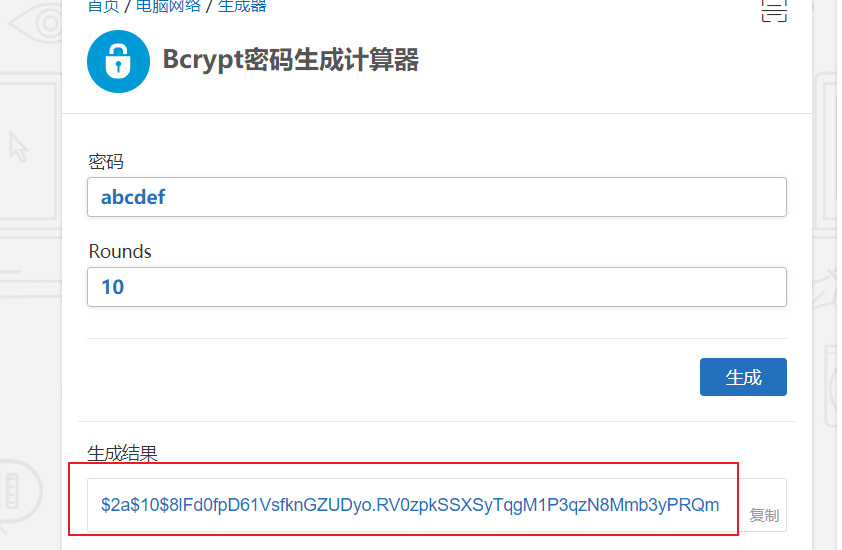 首页 / 电脑网络 / 生成器
Bcrypt密码生成计算器
密码
abcdef
Rounds
10
生成
生成结果
$2a$10$8lFd0fpD61VsfknGZUDyo.RV0zpkSSXSyTqgM1P3qzN8Mmb3yPRQm
复制